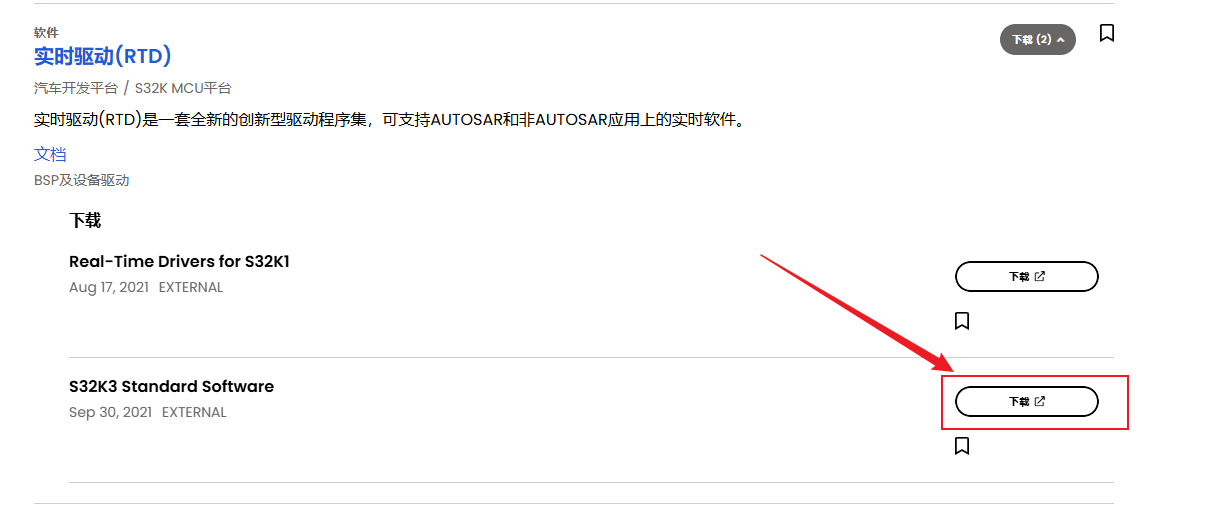 软件
实时驱动(RTD)
下载 (2)
汽车开发平台 / S32K MCU平台
实时驱动(RTD)是一套全新的创新型驱动程序集，可支持AUTOSAR和非AUTOSAR应用上的实时软件。
文档
BSP及设备驱动
下载
Real-Time Drivers for S32K1
Aug 17, 2021 EXTERNAL
下载
S32K3 Standard Software
Sep 30, 2021 EXTERNAL
下载